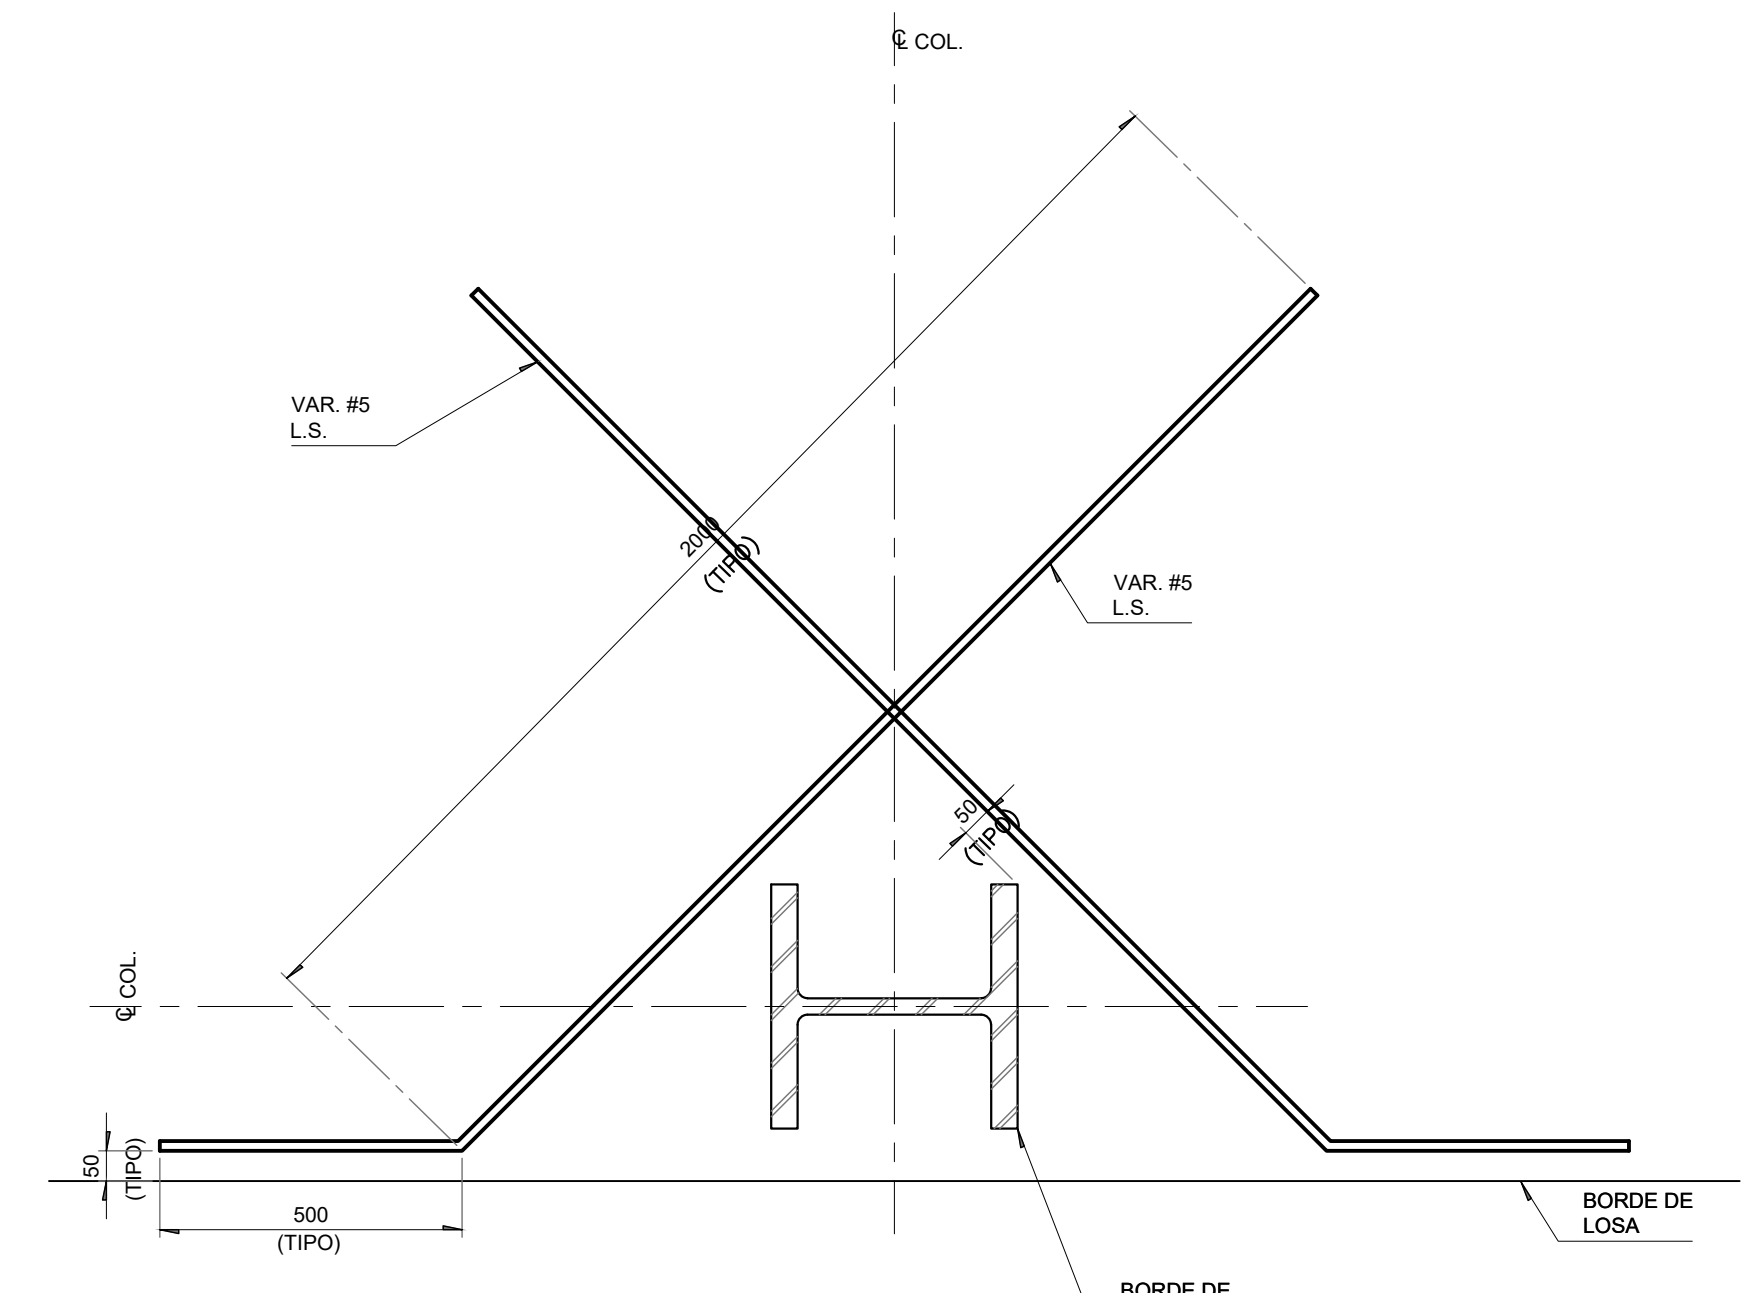 ℄ COL.
VAR. #5
L.S.
2000
(TIPO)
VAR. #5
L.S.
50
(TIPO)
℄ COL.
50
(TIPO)
500
(TIPO)
BORDE DE
LOSA
BORDE DE